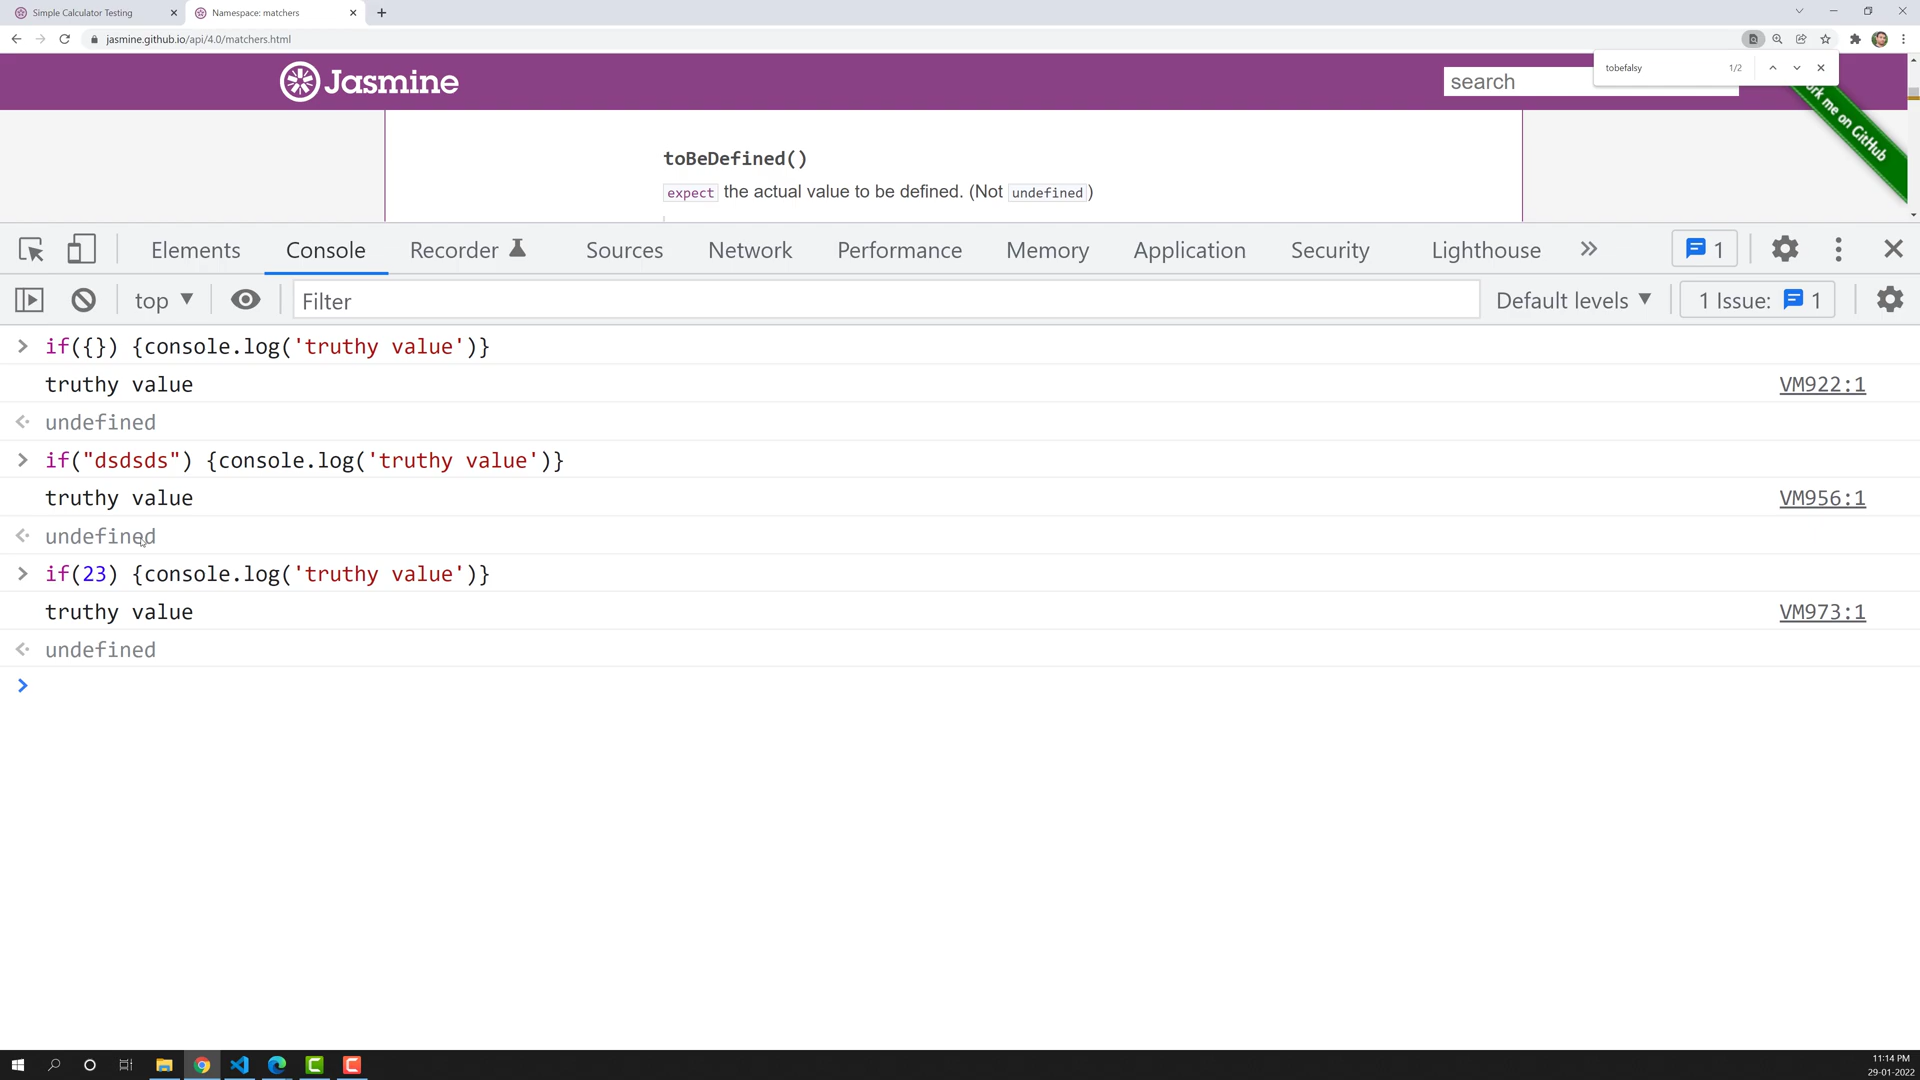 Simple Calculator Testing
Namespace: matchers
jasmine.github.io/api/4.0/matchers.html
Jasmine
search
tobefalsy 1/2
ork me on GitHub
toBeDefined()
expect the actual value to be defined. (Not undefined)
Elements Console Recorder Sources Network Performance Memory Application Security Lighthouse 1
top Filter Default levels 1 Issue: 1
if({}) {console.log('truthy value')}
truthy value VM922:1
undefined
if("dsdsds") {console.log('truthy value')}
truthy value VM956:1
undefined
if(23) {console.log('truthy value')}
truthy value VM973:1
undefined
11:14 PM
29-01-2022